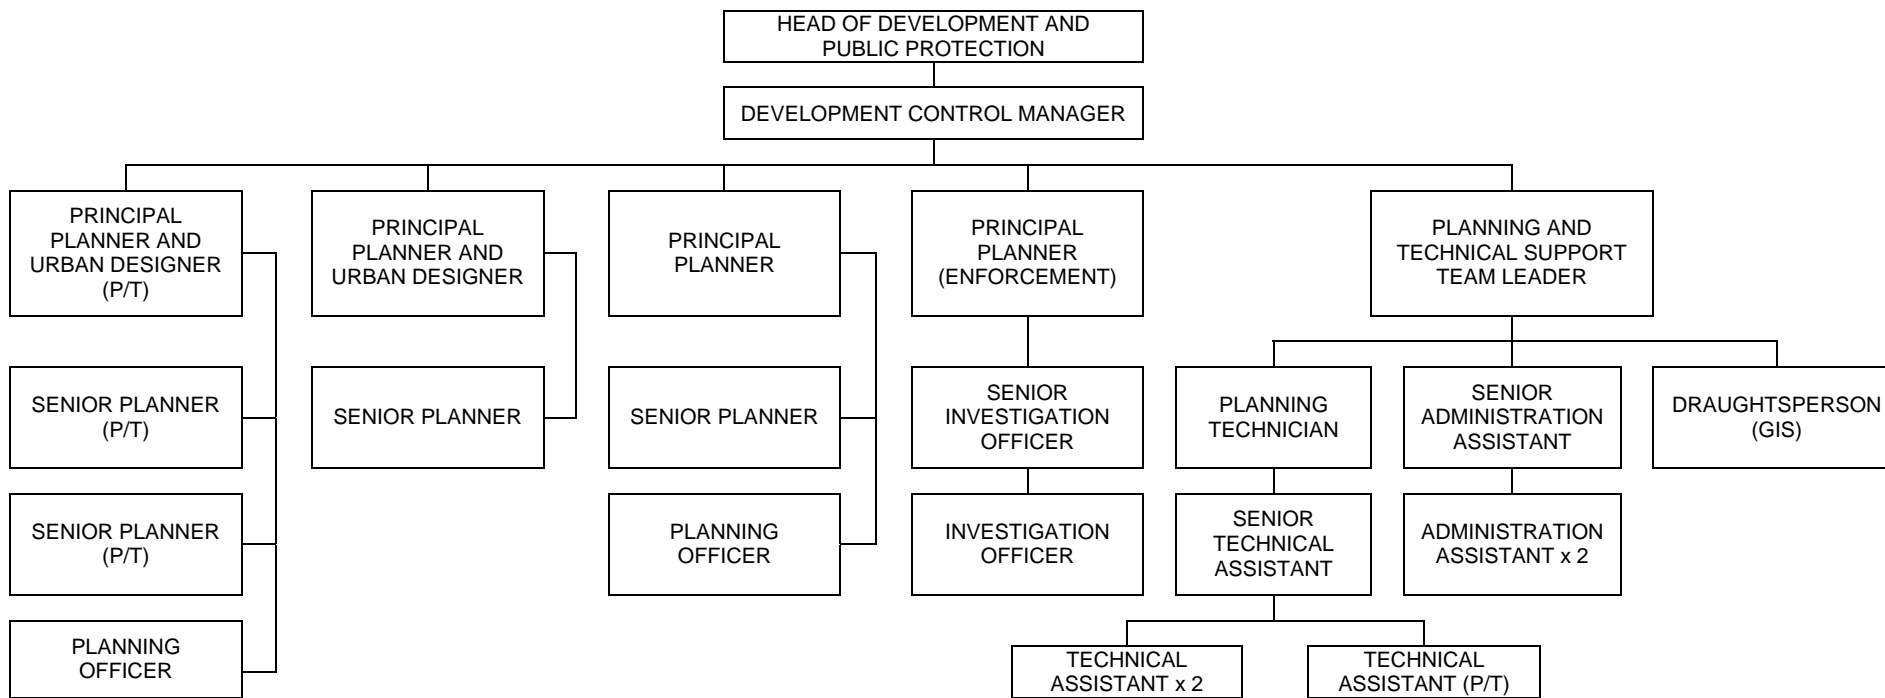 HEAD OF DEVELOPMENT AND
PUBLIC PROTECTION
DEVELOPMENT CONTROL MANAGER
PRINCIPAL
PLANNER AND
URBAN DESIGNER
(P/T)
PRINCIPAL
PLANNER AND
URBAN DESIGNER
PRINCIPAL
PLANNER
PRINCIPAL
PLANNER
(ENFORCEMENT)
PLANNING AND
TECHNICAL SUPPORT
TEAM LEADER
SENIOR PLANNER
(P/T)
SENIOR PLANNER
SENIOR PLANNER
SENIOR
INVESTIGATION
OFFICER
PLANNING
TECHNICIAN
SENIOR
ADMINISTRATION
ASSISTANT
DRAUGHTSPERSON
(GIS)
SENIOR PLANNER
(P/T)
PLANNING
OFFICER
INVESTIGATION
OFFICER
SENIOR
TECHNICAL
ASSISTANT
ADMINISTRATION
ASSISTANT x 2
PLANNING
OFFICER
TECHNICAL
ASSISTANT x 2
TECHNICAL
ASSISTANT (P/T)